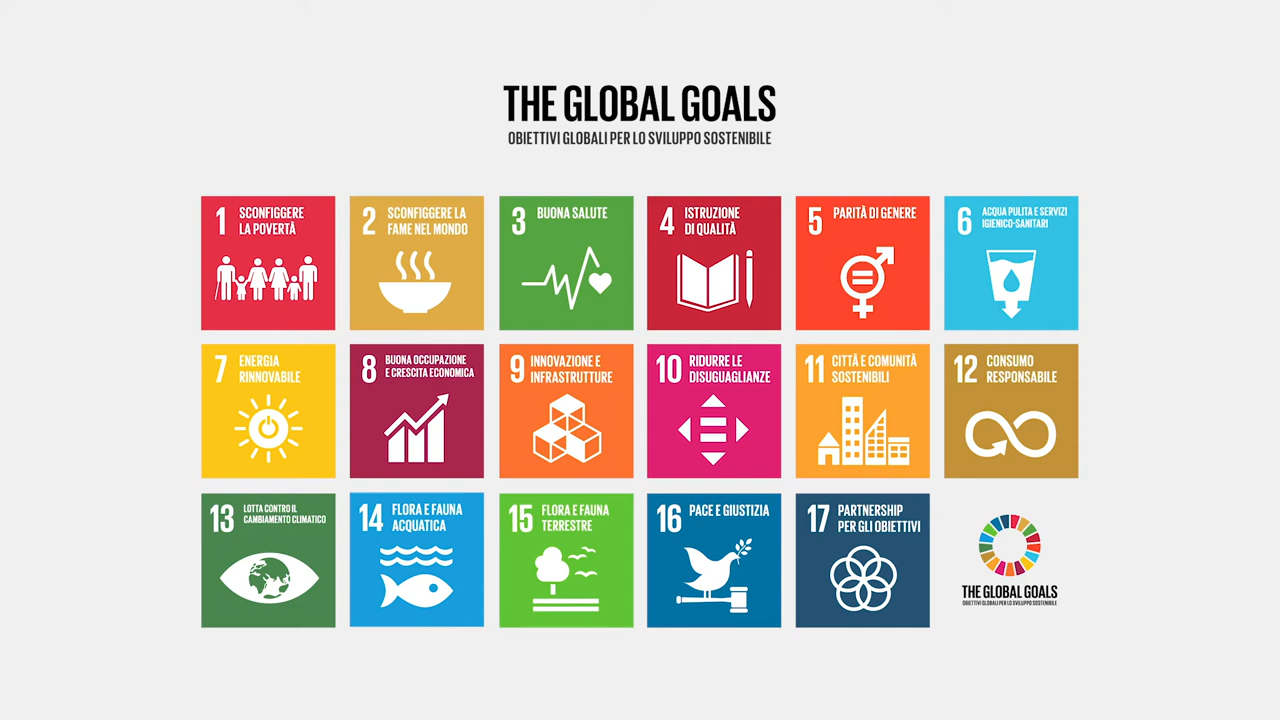 THE GLOBAL GOALS
OBIETTIVI GLOBALI PER LO SVILUPPO SOSTENIBILE
1 SCONFIGGERE
LA POVERTÀ
2 SCONFIGGERE LA
FAME NEL MONDO
3 BUONA SALUTE
4 ISTRUZIONE
DI QUALITÀ
5 PARITÀ DI GENERE
6 ACQUA PULITA E SERVIZI
IGIENICO-SANITARI
7 ENERGIA
RINNOVABILE
8 BUONA OCCUPAZIONE
E CRESCITA ECONOMICA
9 INNOVAZIONE E
INFRASTRUTTURE
10 RIDURRE LE
DISUGUAGLIANZE
11 CITTÀ E COMUNITÀ
SOSTENIBILI
12 CONSUMO
RESPONSABILE
13 LOTTA CONTRO IL
CAMBIAMENTO CLIMATICO
14 FLORA E FAUNA
ACQUATICA
15 FLORA E FAUNA
TERRESTRE
16 PACE E GIUSTIZIA
17 PARTNERSHIP
PER GLI OBIETTIVI
THE GLOBAL GOALS
OBIETTIVI GLOBALI PER LO SVILUPPO SOSTENIBILE